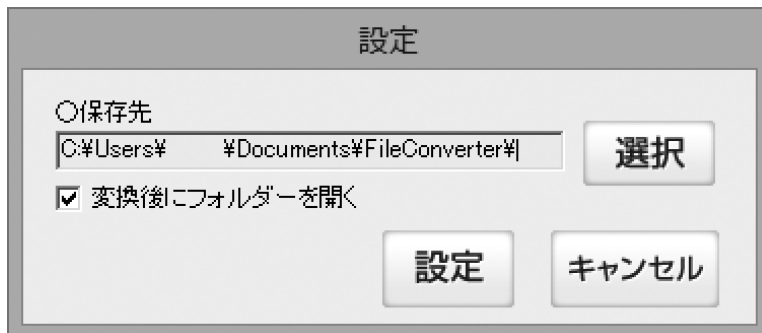 設定
○保存先
C:¥Users¥　　　¥Documents¥FileConverter¥
選択
変換後にフォルダーを開く
設定
キャンセル